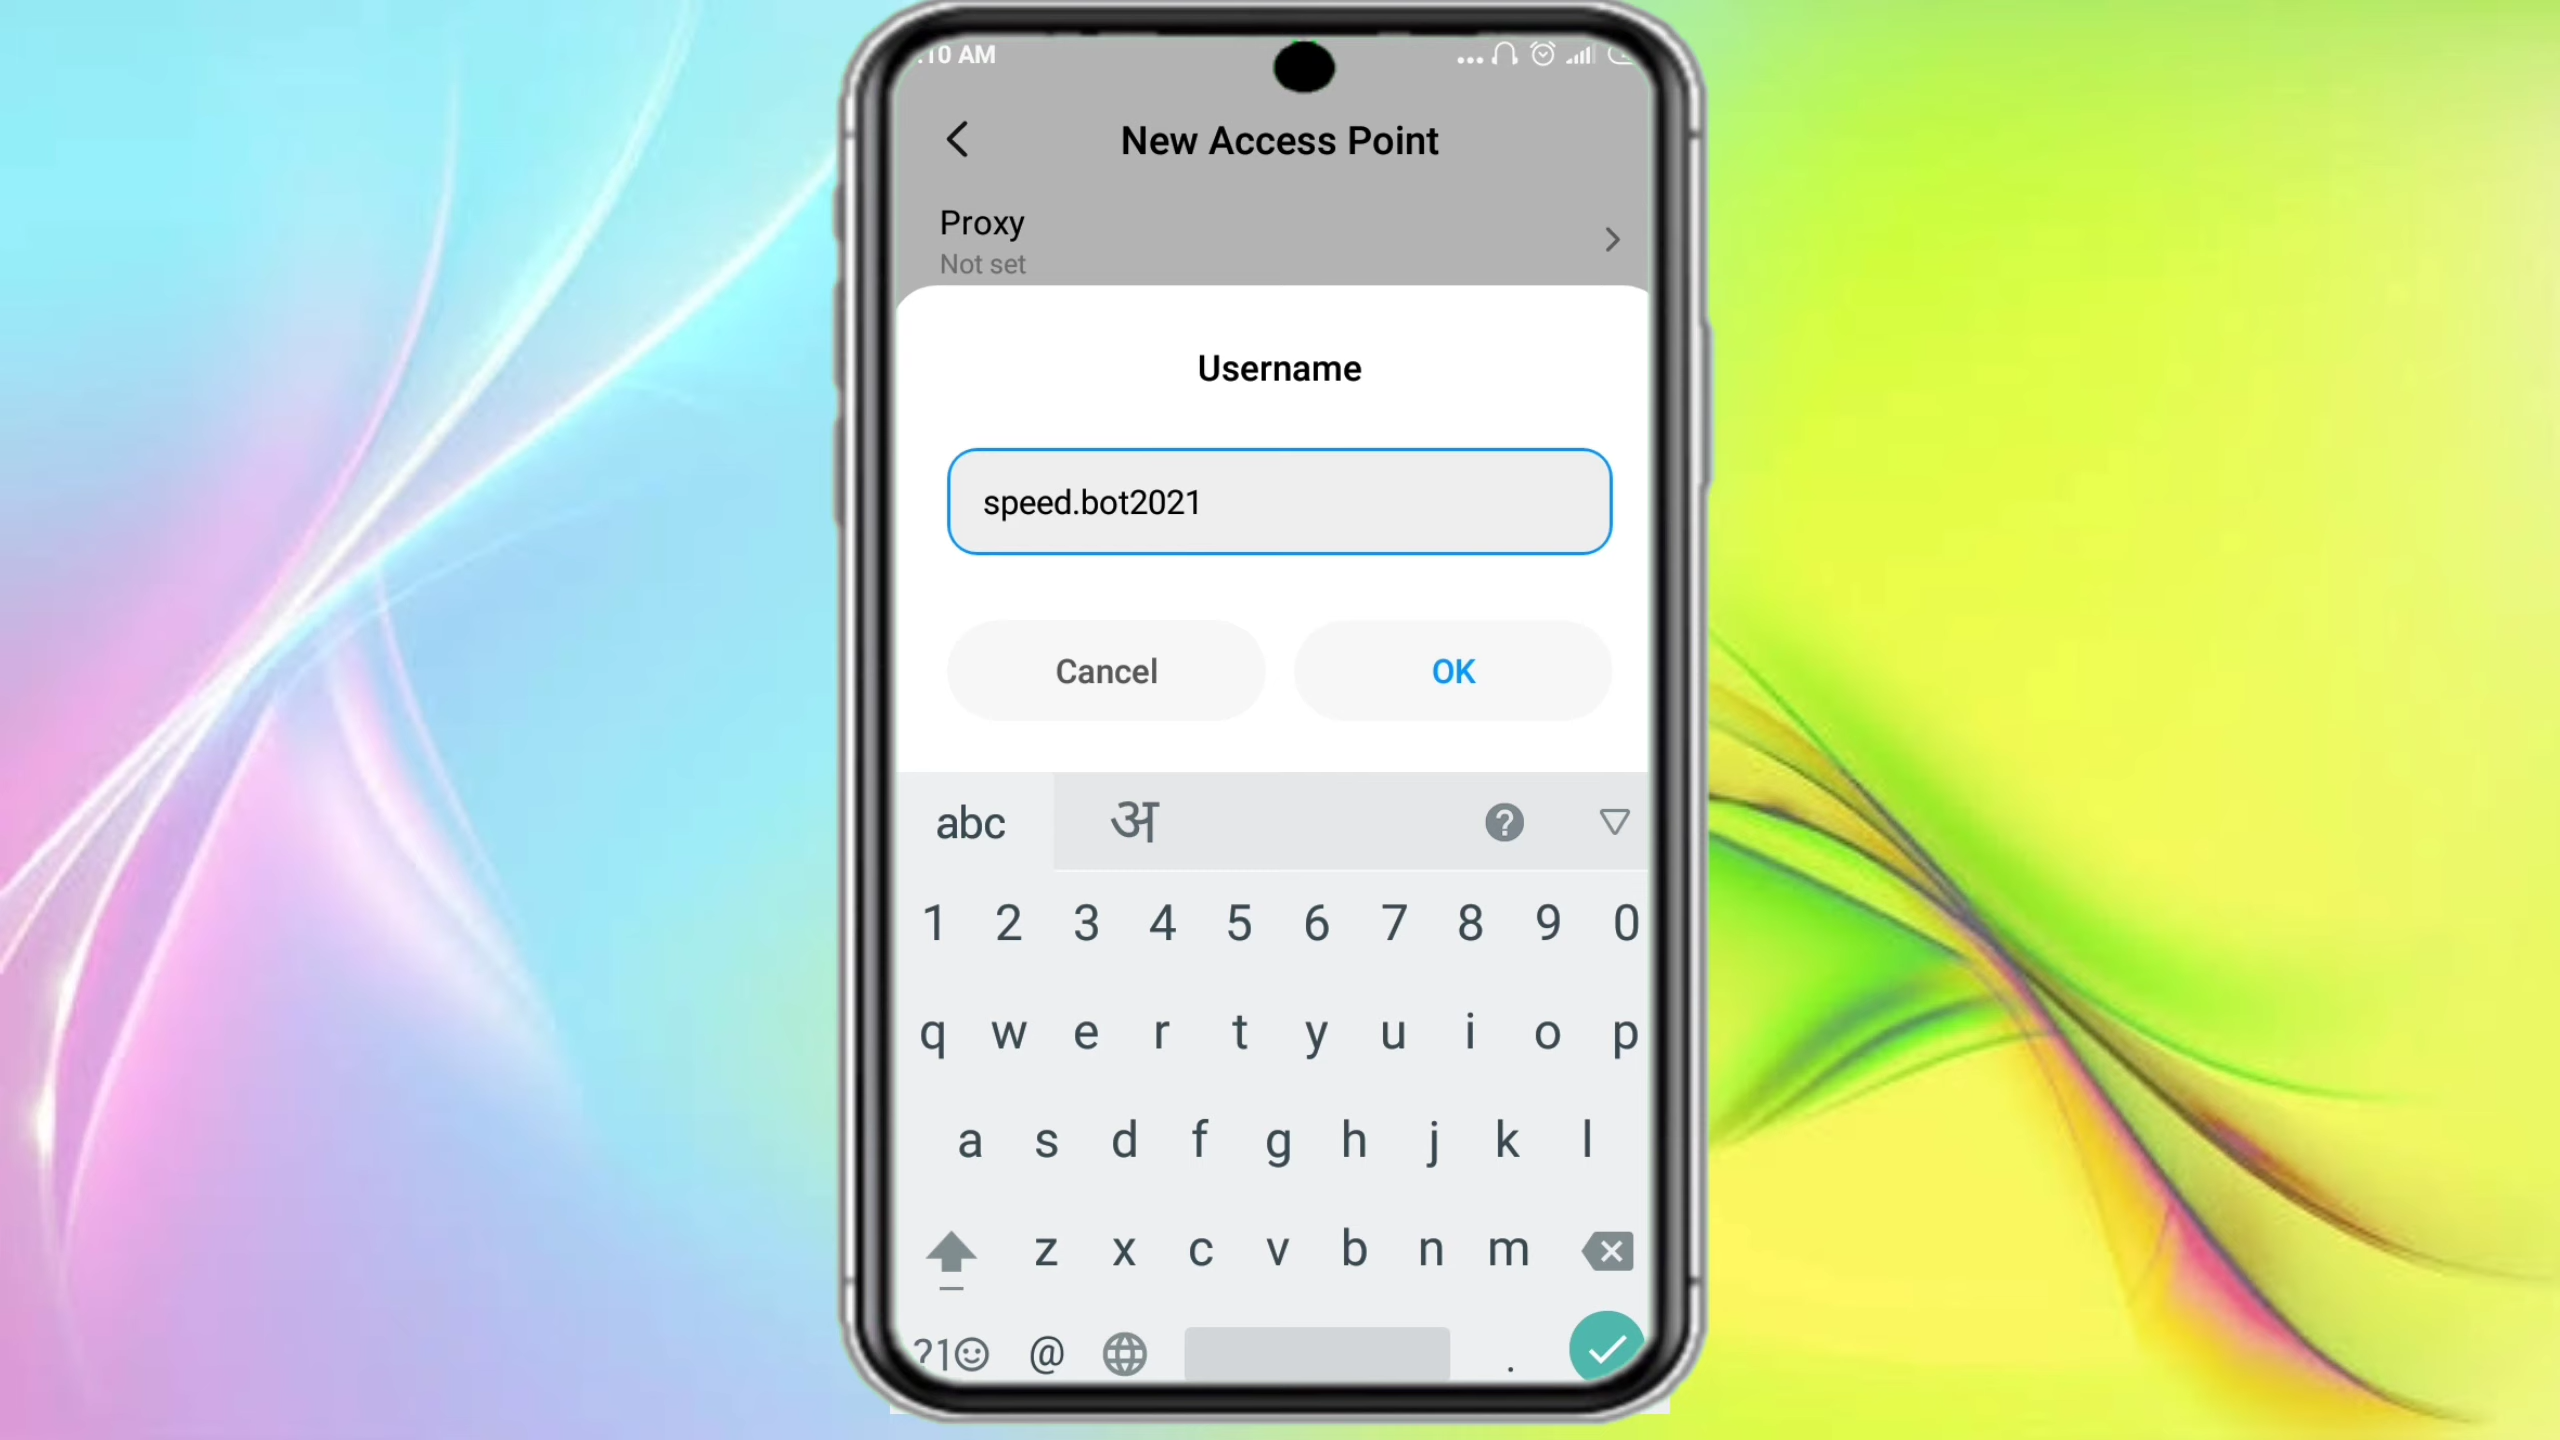 :10 AM
New Access Point
Proxy
Not set
Username
speed.bot2021
Cancel OK
abc अ ?
1 2 3 4 5 6 7 8 9 0
q w e r t y u i o p
a s d f g h j k l
z x c v b n m
?1☺ @ .